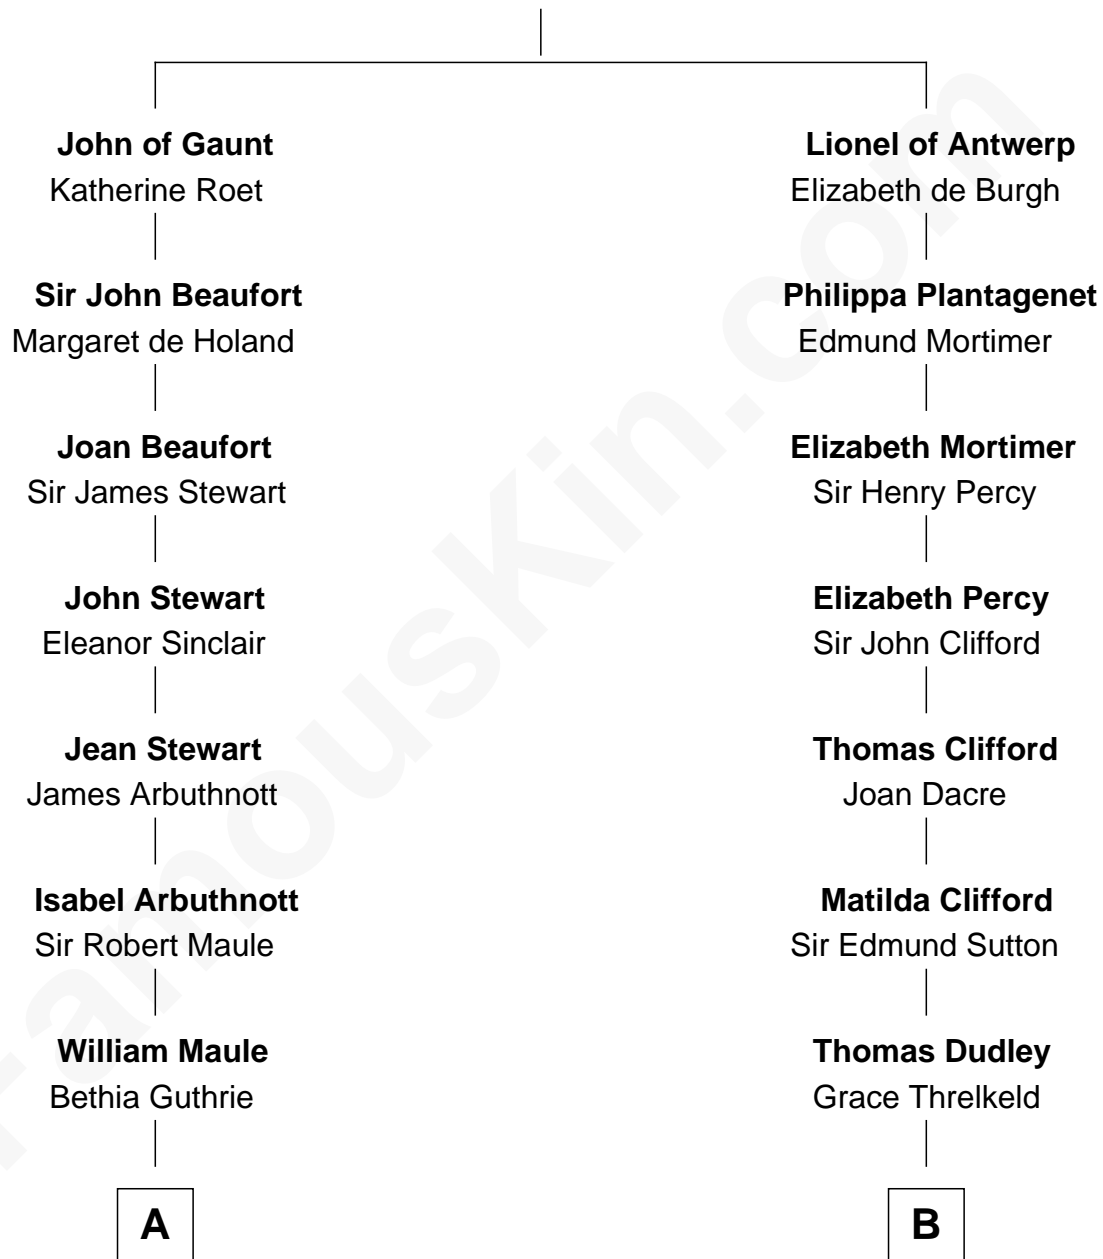 John of Gaunt
Katherine Roet
Sir John Beaufort
Margaret de Holand
Joan Beaufort
Sir James Stewart
John Stewart
Eleanor Sinclair
Jean Stewart
James Arbuthnott
Isabel Arbuthnott
Sir Robert Maule
William Maule
Bethia Guthrie
A
Lionel of Antwerp
Elizabeth de Burgh
Philippa Plantagenet
Edmund Mortimer
Elizabeth Mortimer
Sir Henry Percy
Elizabeth Percy
Sir John Clifford
Thomas Clifford
Joan Dacre
Matilda Clifford
Sir Edmund Sutton
Thomas Dudley
Grace Threlkeld
B
FamousKin.com